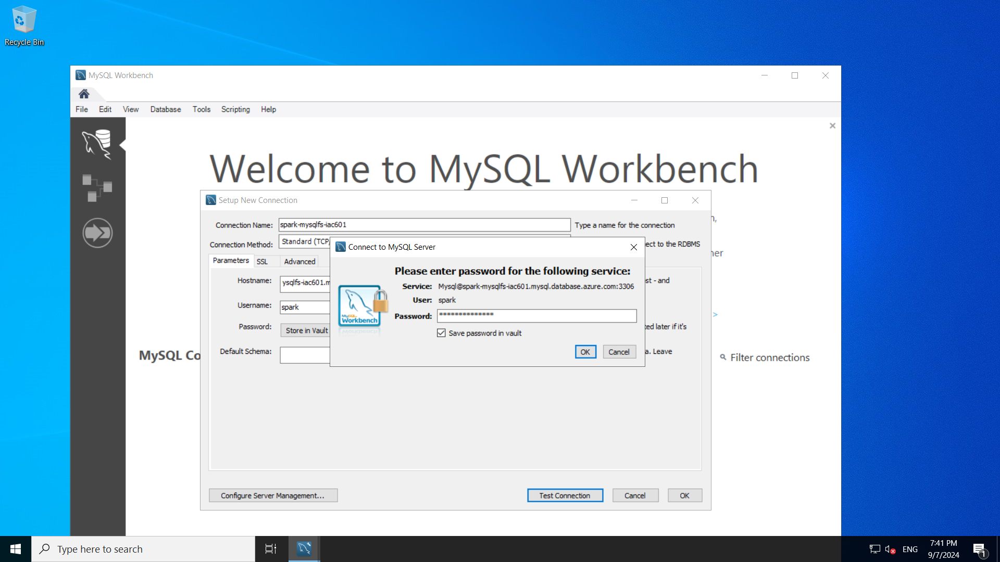 Recycle Bin
MySQL Workbench
File Edit View Database Tools Scripting Help
Welcome to MySQL Workbench
Setup New Connection
Connection Name: spark-mysqlfs-iac601 Type a name for the connection
Connection Method: Standard (TCP/ ect to the RDBMS
Connect to MySQL Server
Parameters SSL Advanced
Please enter password for the following service:
Hostname: ysqlfs-iac601.m st - and
Service: Mysql@spark-mysqlfs-iac601.mysql.database.azure.com:3306
User: spark
Username: spark
Password: **************
Password: Store in Vault ted later if it's
Save password in vault
MySQL Workbench
Default Schema: a. Leave
OK Cancel
n,
ner
>
MySQL Co
Filter connections
Configure Server Management... Test Connection Cancel OK
Type here to search
ENG
7:41 PM
9/7/2024
1